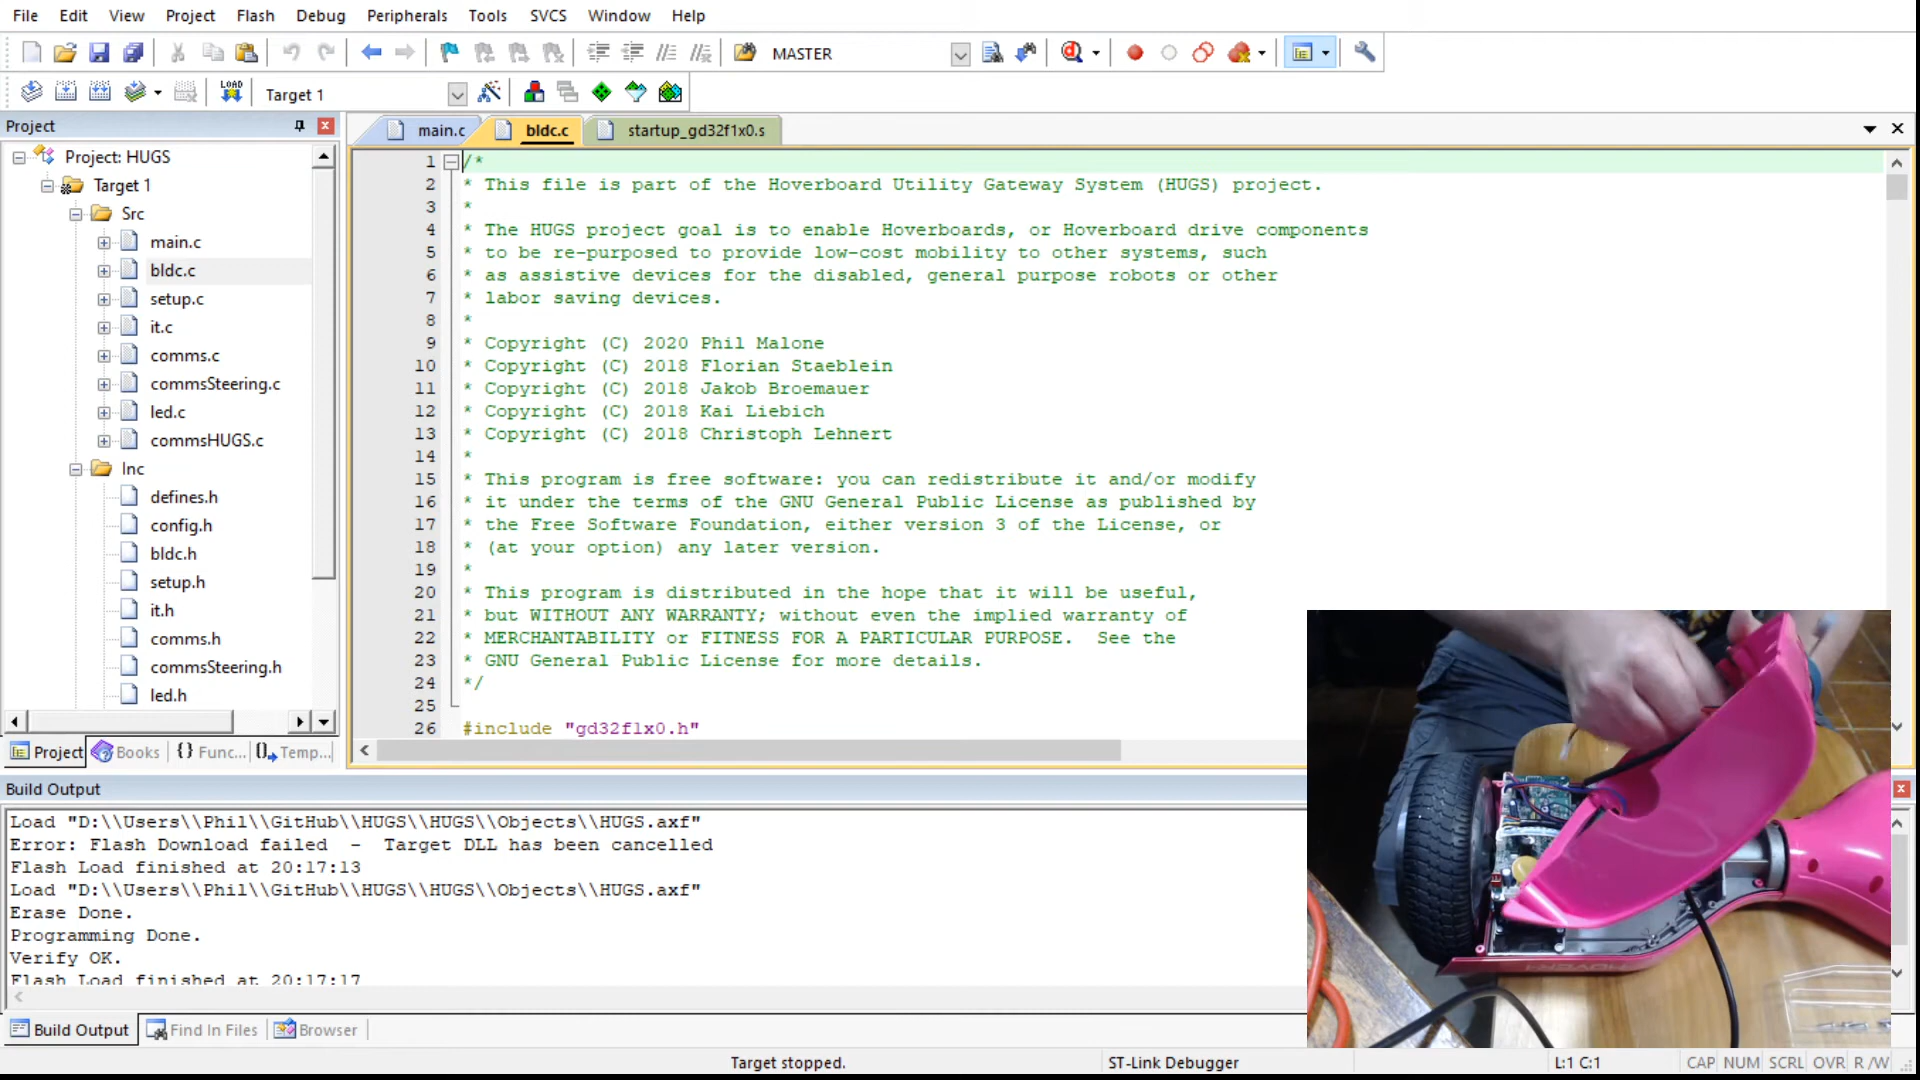 File Edit View Project Flash Debug Peripherals Tools SVCS Window Help
MASTER
LOAD Target 1
Project
main.c bldc.c startup_gd32f1x0.s
Project: HUGS
Target 1
Src
main.c
bldc.c
setup.c
it.c
comms.c
commsSteering.c
led.c
commsHUGS.c
Inc
defines.h
config.h
bldc.h
setup.h
it.h
comms.h
commsSteering.h
led.h
Project Books {} Func... Temp...
1 /*
2 * This file is part of the Hoverboard Utility Gateway System (HUGS) project.
3 *
4 * The HUGS project goal is to enable Hoverboards, or Hoverboard drive components
5 * to be re-purposed to provide low-cost mobility to other systems, such
6 * as assistive devices for the disabled, general purpose robots or other
7 * labor saving devices.
8 *
9 * Copyright (C) 2020 Phil Malone
10 * Copyright (C) 2018 Florian Staeblein
11 * Copyright (C) 2018 Jakob Broemauer
12 * Copyright (C) 2018 Kai Liebich
13 * Copyright (C) 2018 Christoph Lehnert
14 *
15 * This program is free software: you can redistribute it and/or modify
16 * it under the terms of the GNU General Public License as published by
17 * the Free Software Foundation, either version 3 of the License, or
18 * (at your option) any later version.
19 *
20 * This program is distributed in the hope that it will be useful,
21 * but WITHOUT ANY WARRANTY; without even the implied warranty of
22 * MERCHANTABILITY or FITNESS FOR A PARTICULAR PURPOSE.  See the
23 * GNU General Public License for more details.
24 */
25
26 #include "gd32f1x0.h"
Build Output
Load "D:\\Users\\Phil\\GitHub\\HUGS\\HUGS\\Objects\\HUGS.axf"
Error: Flash Download failed  -  Target DLL has been cancelled
Flash Load finished at 20:17:13
Load "D:\\Users\\Phil\\GitHub\\HUGS\\HUGS\\Objects\\HUGS.axf"
Erase Done.
Programming Done.
Verify OK.
Flash Load finished at 20:17:17
Build Output Find In Files Browser
Target stopped. ST-Link Debugger L:1 C:1 CAP NUM SCRL OVR R/W